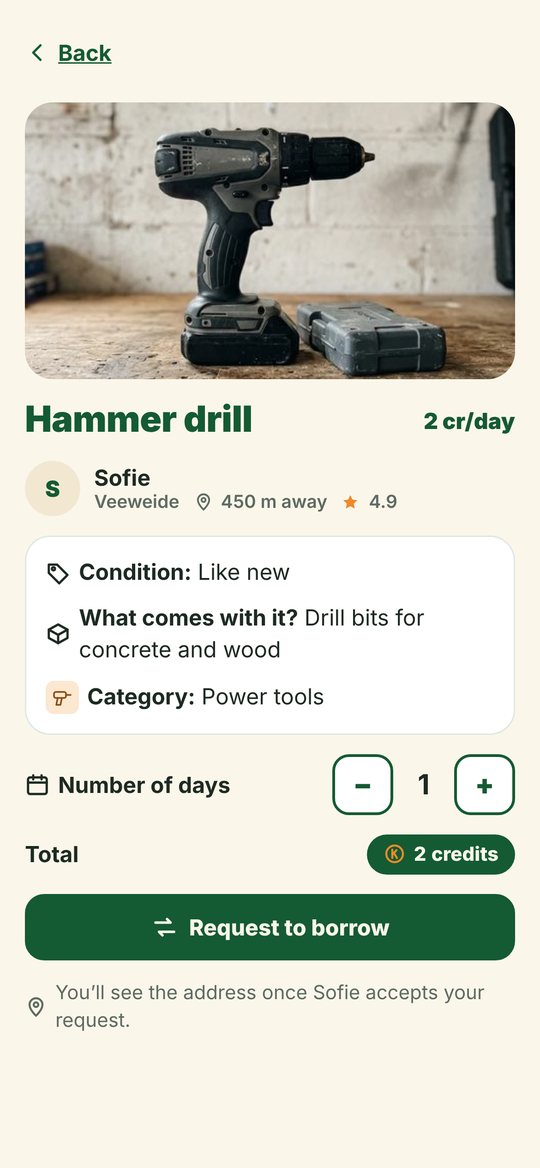 Back
Hammer drill
2 cr/day
S
Sofie
Veeweide 450 m away 4.9
Condition: Like new
What comes with it? Drill bits for
concrete and wood
Category: Power tools
Number of days
− 1 +
Total
K 2 credits
Request to borrow
You’ll see the address once Sofie accepts your
request.